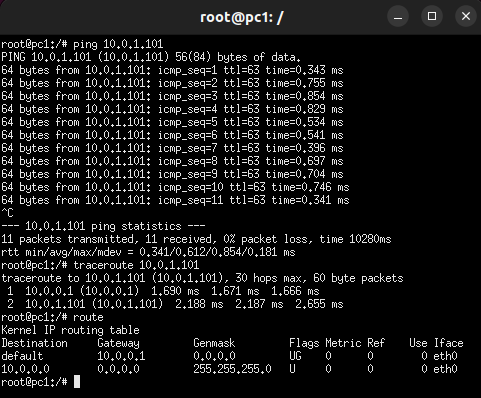 root@pc1: /
root@pc1:/# ping 10.0.1.101
PING 10.0.1.101 (10.0.1.101) 56(84) bytes of data.
64 bytes from 10.0.1.101: icmp_seq=1 ttl=63 time=0.343 ms
64 bytes from 10.0.1.101: icmp_seq=2 ttl=63 time=0.755 ms
64 bytes from 10.0.1.101: icmp_seq=3 ttl=63 time=0.854 ms
64 bytes from 10.0.1.101: icmp_seq=4 ttl=63 time=0.829 ms
64 bytes from 10.0.1.101: icmp_seq=5 ttl=63 time=0.534 ms
64 bytes from 10.0.1.101: icmp_seq=6 ttl=63 time=0.541 ms
64 bytes from 10.0.1.101: icmp_seq=7 ttl=63 time=0.396 ms
64 bytes from 10.0.1.101: icmp_seq=8 ttl=63 time=0.697 ms
64 bytes from 10.0.1.101: icmp_seq=9 ttl=63 time=0.704 ms
64 bytes from 10.0.1.101: icmp_seq=10 ttl=63 time=0.746 ms
64 bytes from 10.0.1.101: icmp_seq=11 ttl=63 time=0.341 ms
^C
--- 10.0.1.101 ping statistics ---
11 packets transmitted, 11 received, 0% packet loss, time 10280ms
rtt min/avg/max/mdev = 0.341/0.612/0.854/0.181 ms
root@pc1:/# traceroute 10.0.1.101
traceroute to 10.0.1.101 (10.0.1.101), 30 hops max, 60 byte packets
1 10.0.0.1 (10.0.0.1) 1.690 ms 1.671 ms 1.666 ms
2 10.0.1.101 (10.0.1.101) 2.188 ms 2.187 ms 2.655 ms
root@pc1:/# route
Kernel IP routing table
Destination Gateway Genmask Flags Metric Ref Use Iface
default 10.0.0.1 0.0.0.0 UG 0 0 0 eth0
10.0.0.0 0.0.0.0 255.255.255.0 U 0 0 0 eth0
root@pc1:/#